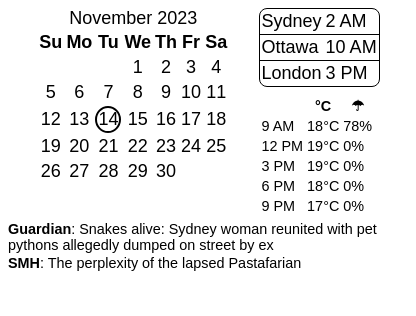 November 2023
Su Mo Tu We Th Fr Sa
1 2 3 4
5 6 7 8 9 10 11
12 13 14 15 16 17 18
19 20 21 22 23 24 25
26 27 28 29 30
Sydney 2 AM
Ottawa 10 AM
London 3 PM
°C ☂
9 AM 18°C 78%
12 PM 19°C 0%
3 PM 19°C 0%
6 PM 18°C 0%
9 PM 17°C 0%
Guardian: Snakes alive: Sydney woman reunited with pet
pythons allegedly dumped on street by ex
SMH: The perplexity of the lapsed Pastafarian